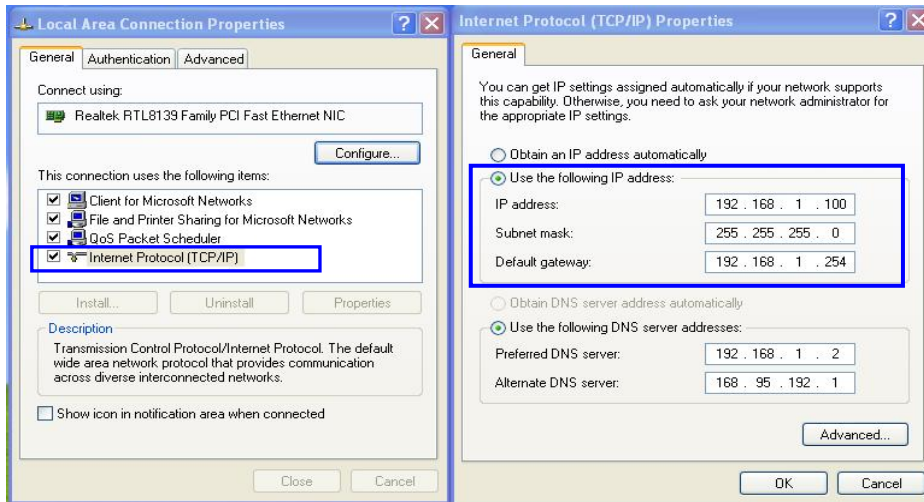 Local Area Connection Properties
General Authentication Advanced
Connect using:
Realtek RTL8139 Family PCI Fast Ethernet NIC
Configure...
This connection uses the following items:
Client for Microsoft Networks
File and Printer Sharing for Microsoft Networks
QoS Packet Scheduler
Internet Protocol (TCP/IP)
Install... Uninstall Properties
Description
Transmission Control Protocol/Internet Protocol. The default
wide area network protocol that provides communication
across diverse interconnected networks.
Show icon in notification area when connected
Close Cancel
Internet Protocol (TCP/IP) Properties
General
You can get IP settings assigned automatically if your network supports
this capability. Otherwise, you need to ask your network administrator for
the appropriate IP settings.
Obtain an IP address automatically
Use the following IP address:
IP address: 192 . 168 . 1 . 100
Subnet mask: 255 . 255 . 255 . 0
Default gateway: 192 . 168 . 1 . 254
Obtain DNS server address automatically
Use the following DNS server addresses:
Preferred DNS server: 192 . 168 . 1 . 2
Alternate DNS server: 168 . 95 . 192 . 1
Advanced...
OK Cancel